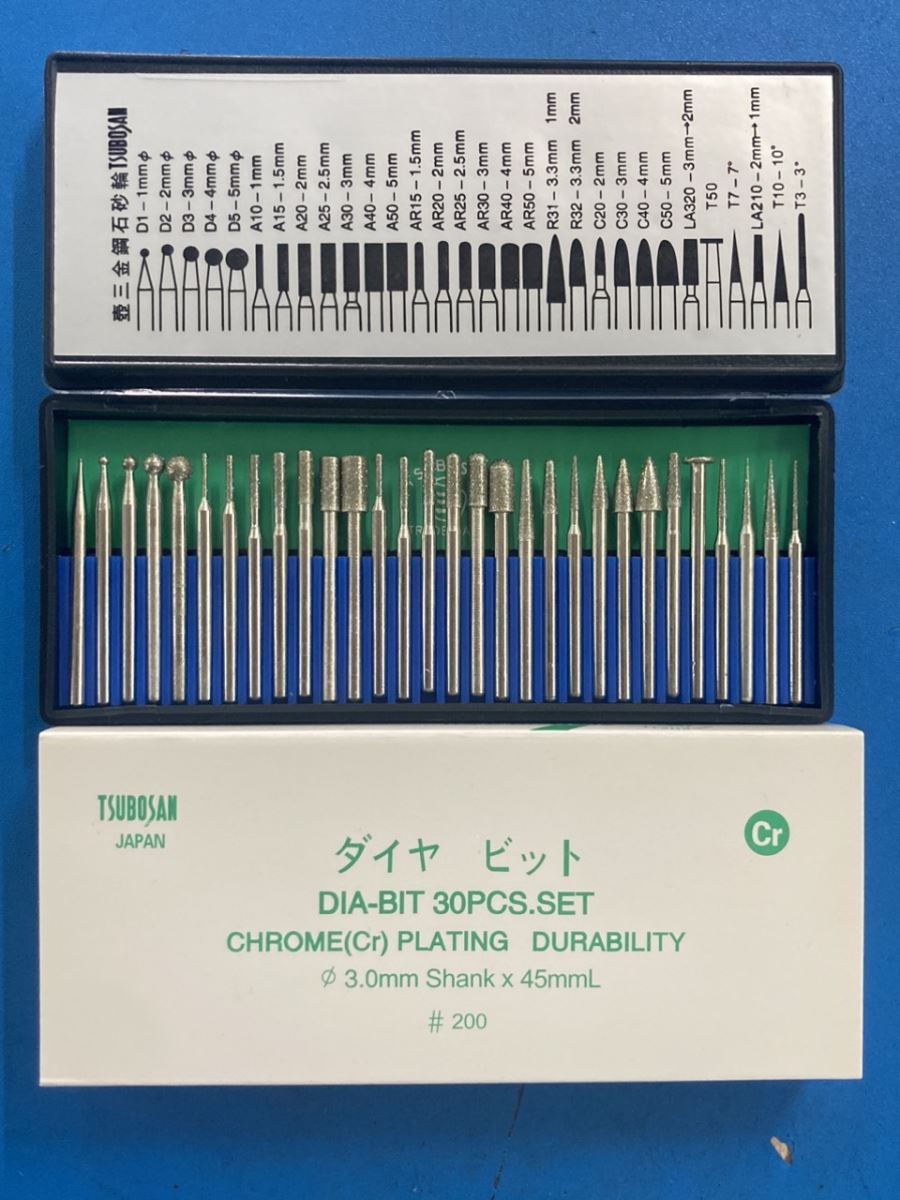 壺三金鋼石砂輪 TSUBOSAN
D1-1mmφ
D2-2mmφ
D3-3mmφ
D4-4mmφ
D5-5mmφ
A10-1mm
A15-1.5mm
A20-2mm
A25-2.5mm
A30-3mm
A40-4mm
A50-5mm
AR15-1.5mm
AR20-2mm
AR25-2.5mm
AR30-3mm
AR40-4mm
AR50-5mm
R31-3.3mm 1mm
R32-3.3mm 2mm
C20-2mm
C30-3mm
C40-4mm
C50-5mm
LA320-3mm→2mm
T50
T7-7°
LA210-2mm→1mm
T10-10°
T3-3°
TSUBOSAN
JAPAN
Cr
ダイヤ ビット
DIA-BIT 30PCS.SET
CHROME(Cr) PLATING DURABILITY
φ 3.0mm Shank x 45mmL
# 200